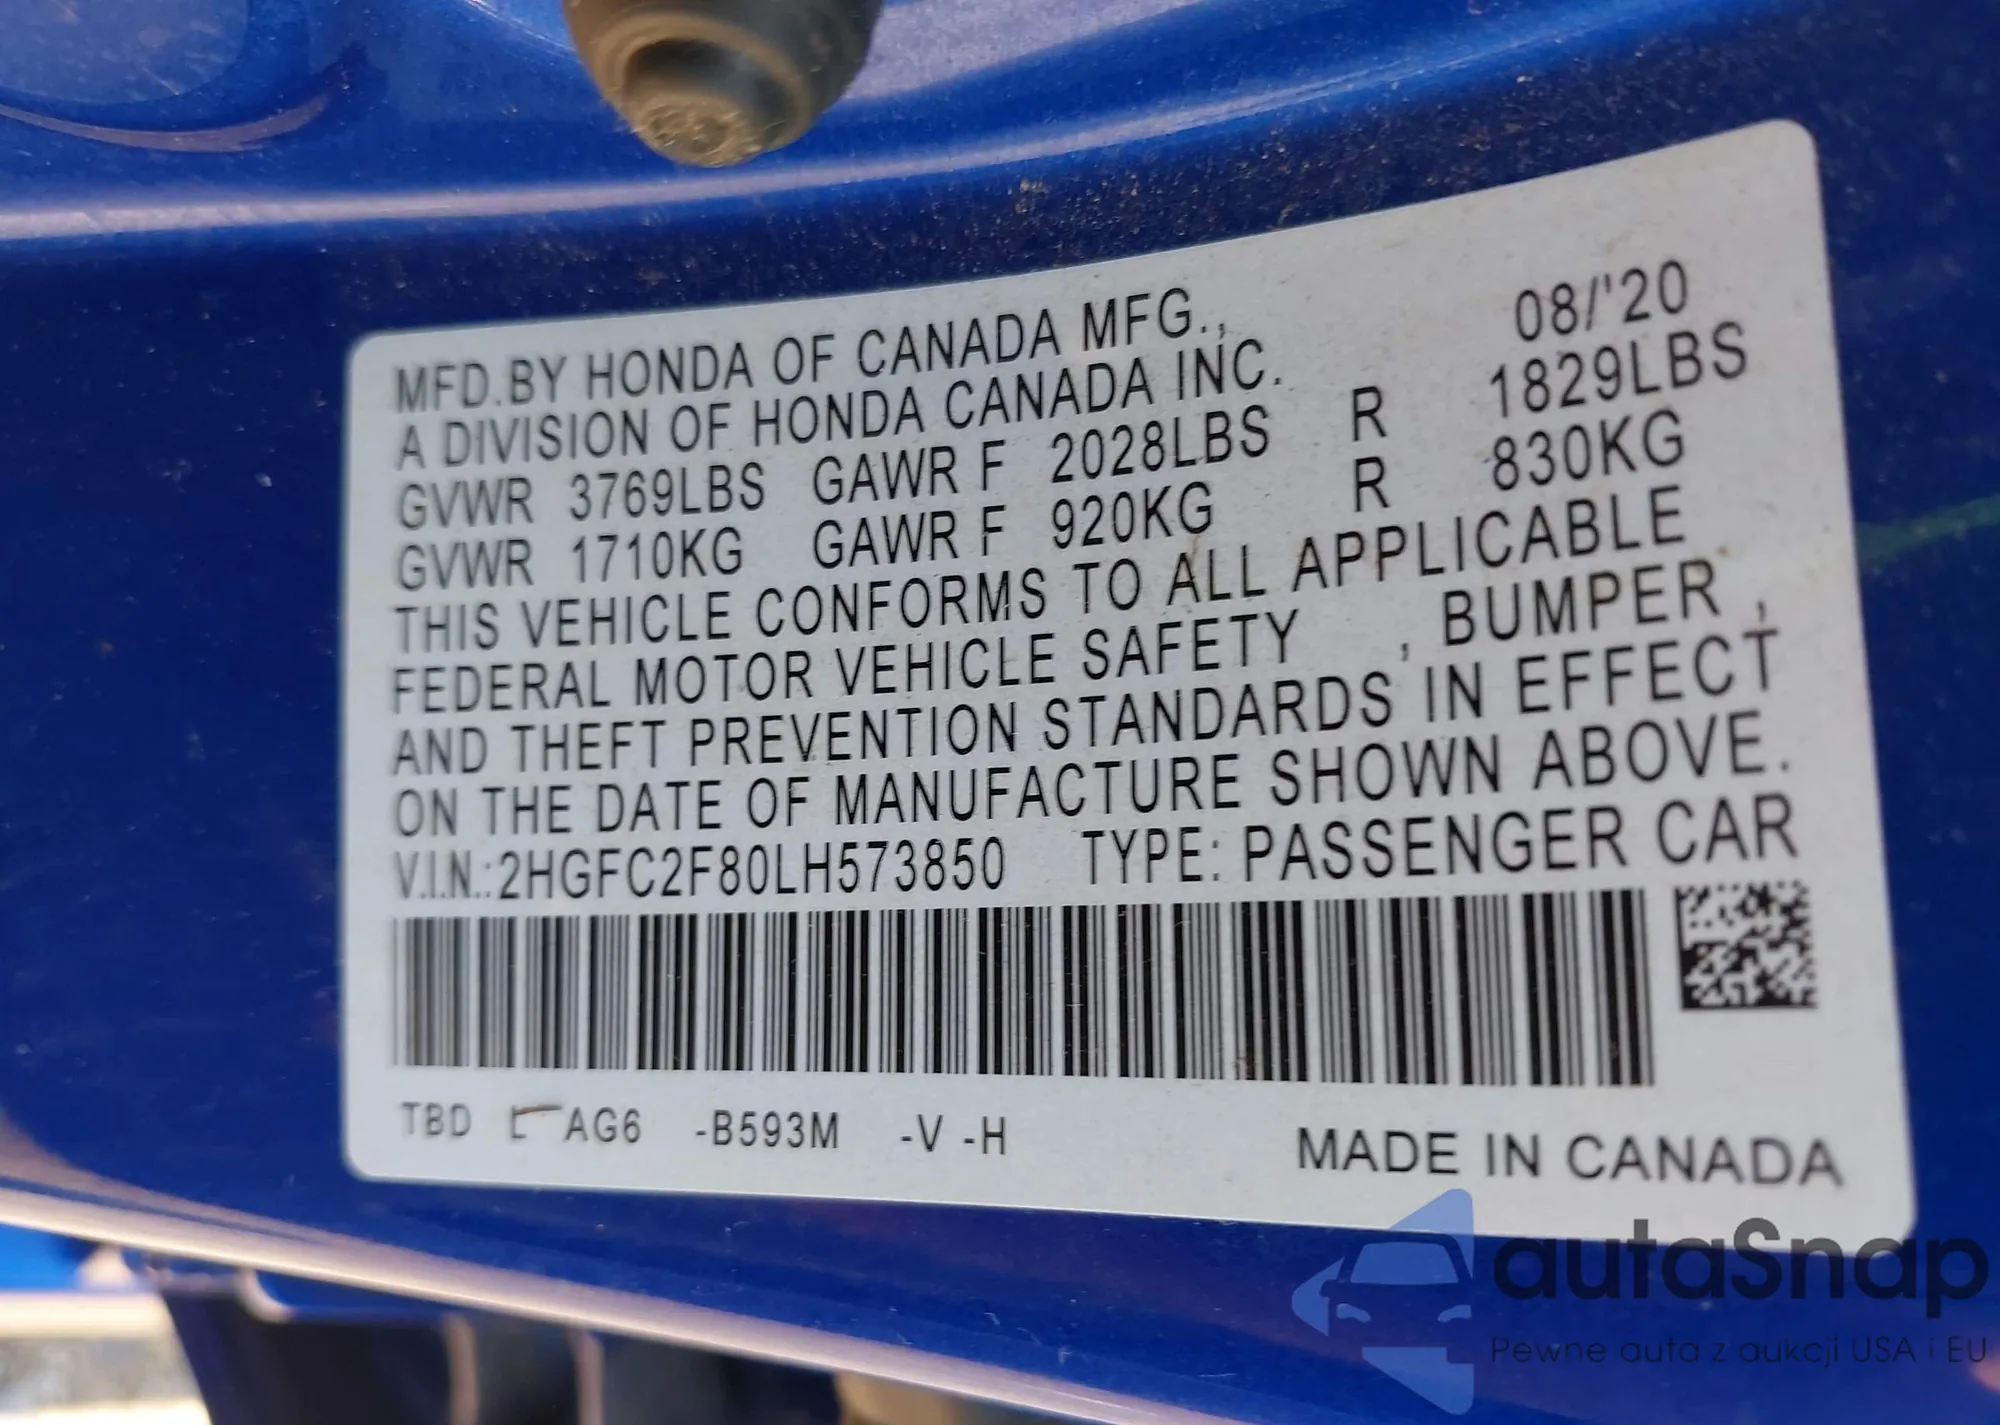 MFD.BY HONDA OF CANADA MFG., 08/'20
A DIVISION OF HONDA CANADA INC.
GVWR 3769LBS GAWR F 2028LBS R 1829LBS
GVWR 1710KG GAWR F 920KG R 830KG
THIS VEHICLE CONFORMS TO ALL APPLICABLE
FEDERAL MOTOR VEHICLE SAFETY , BUMPER ,
AND THEFT PREVENTION STANDARDS IN EFFECT
ON THE DATE OF MANUFACTURE SHOWN ABOVE.
V.I.N.:2HGFC2F80LH573850 TYPE: PASSENGER CAR
TBD AG6 -B593M -V -H
MADE IN CANADA
autaSnap
Pewne auta z aukcji USA i EU